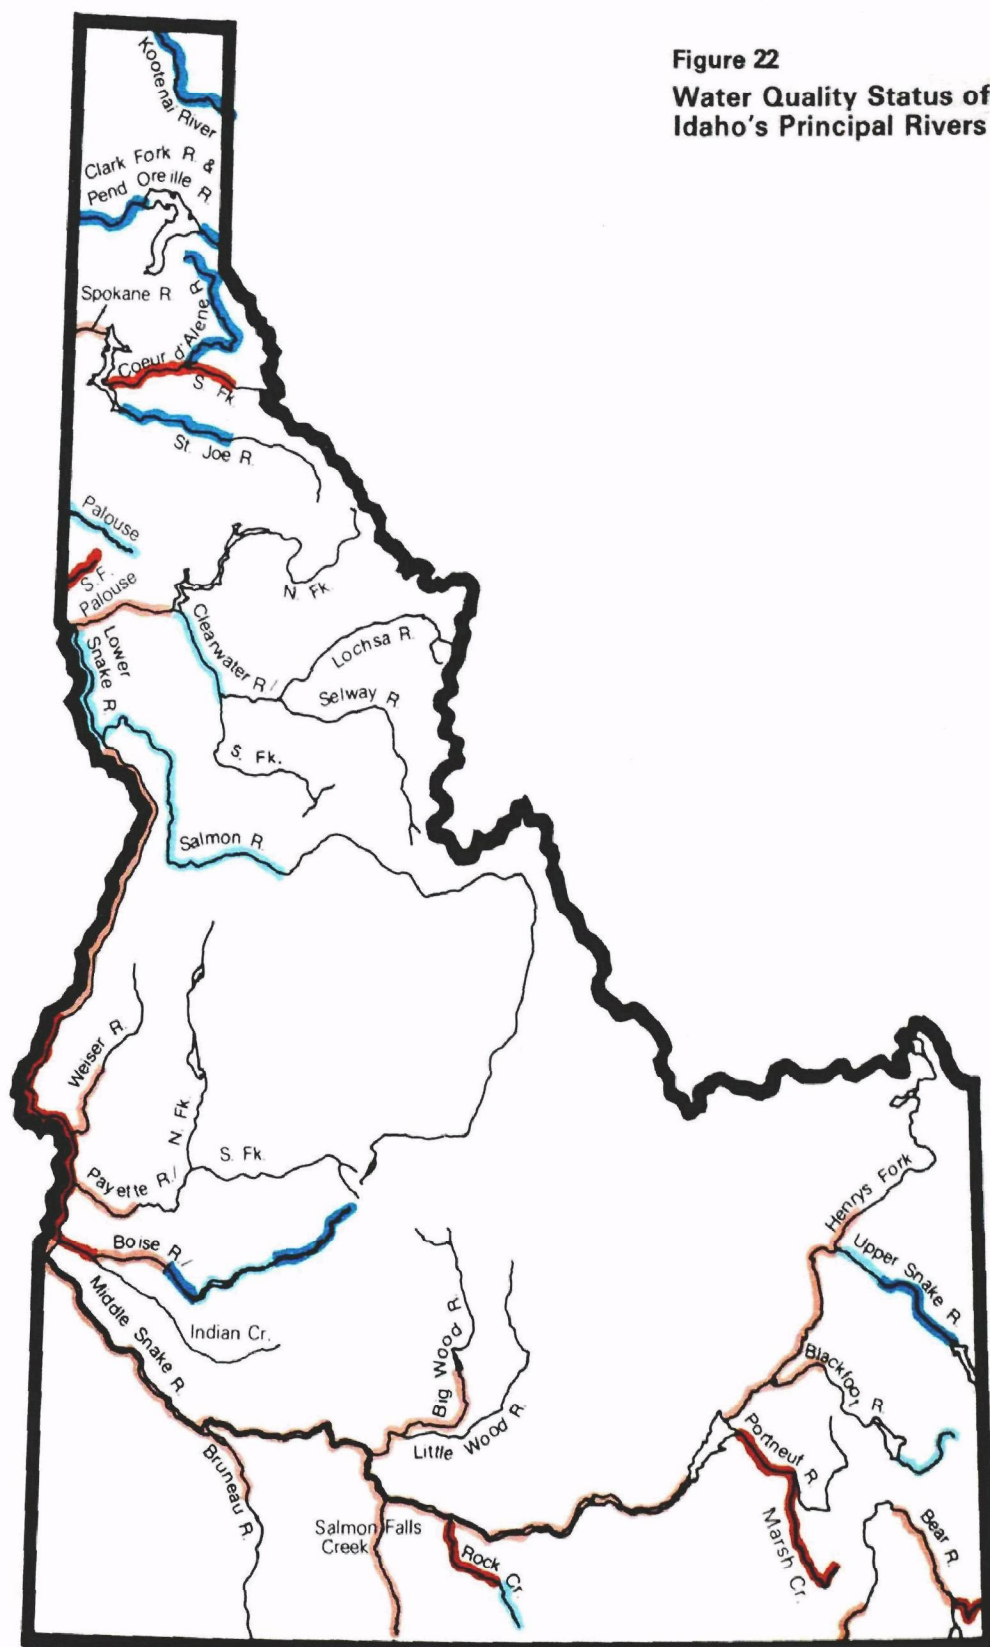 Figure 22
Water Quality Status of
Idaho's Principal Rivers
Kootenai River
Clark Fork R. &
Pend Oreille R.
Spokane R
Coeur d'Alene R.
S. Fk.
St. Joe R.
Palouse
S.F.
Palouse
N. Fk.
Lower
Snake R.
Clearwater R/
Lochsa R.
Selway R
S. Fk.
Salmon R.
Weiser R.
N. Fk.
S. Fk.
Payette R./
Boise R./
Henrys Fork
Upper Snake R.
Middle Snake R.
Indian Cr.
Big Wood R.
Little Wood R.
Blackfoot R.
Portneuf R
Bruneau R.
Salmon Falls
Creek
Rock Cr.
Marsh Cr.
Bear R.